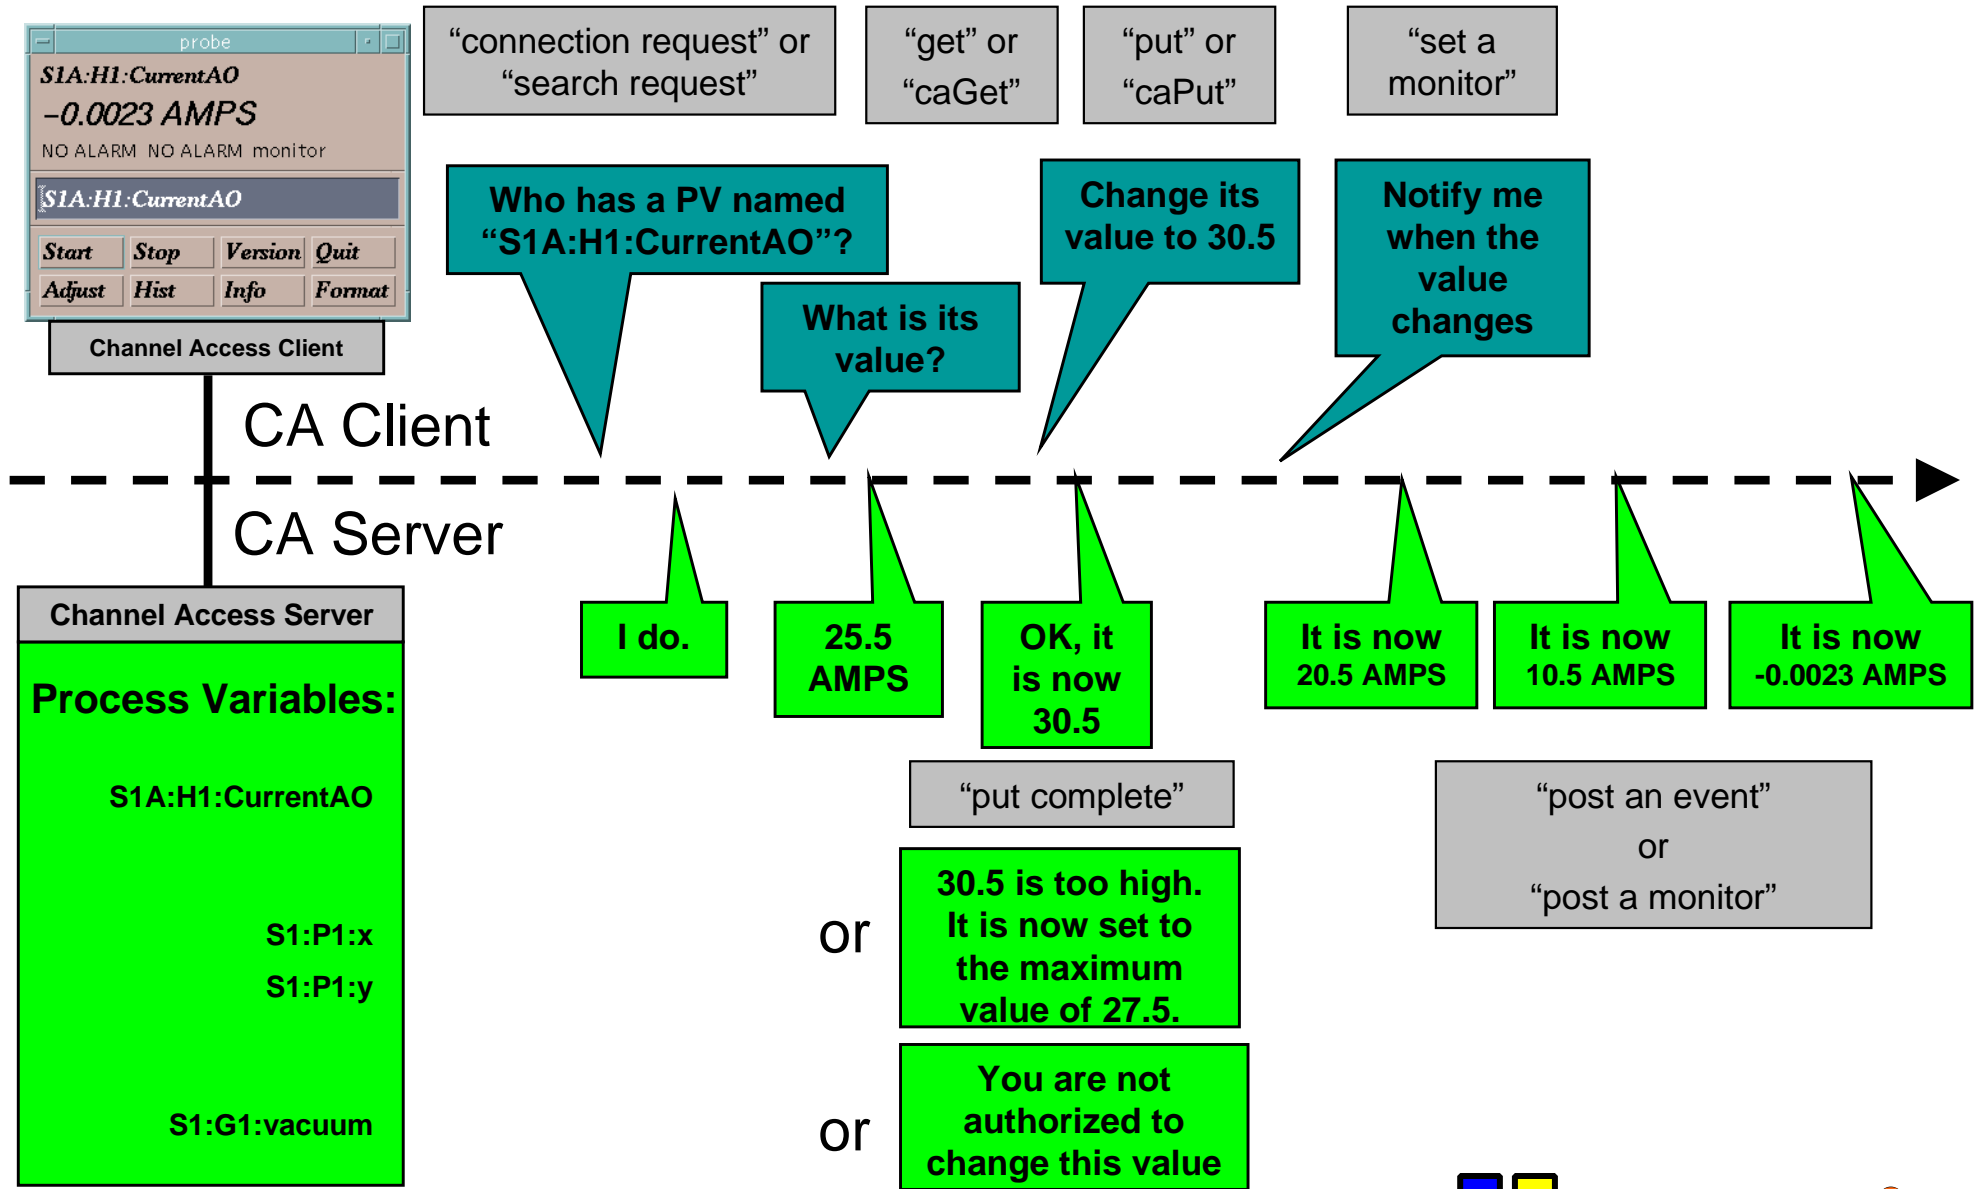 probe
S1A:H1:CurrentAO
-0.0023 AMPS
NO ALARM NO ALARM monitor
S1A:H1:CurrentAO
Start Stop Version Quit
Adjust Hist Info Format
Channel Access Client
“connection request” or
“search request”
“get” or
“caGet”
“put” or
“caPut”
“set a
monitor”
Who has a PV named
“S1A:H1:CurrentAO”?
What is its
value?
Change its
value to 30.5
Notify me
when the
value
changes
CA Client
CA Server
Channel Access Server
Process Variables:
S1A:H1:CurrentAO
S1:P1:x
S1:P1:y
S1:G1:vacuum
I do.
25.5
AMPS
OK, it
is now
30.5
It is now
20.5 AMPS
It is now
10.5 AMPS
It is now
-0.0023 AMPS
“put complete”
or
30.5 is too high.
It is now set to
the maximum
value of 27.5.
or
You are not
authorized to
change this value
“post an event”
or
“post a monitor”